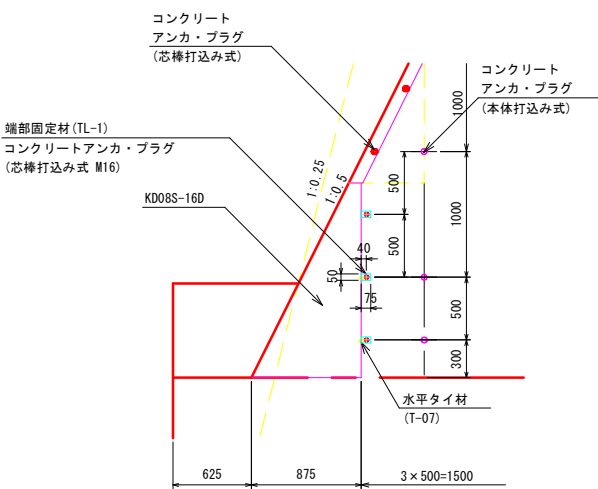 コンクリート
アンカ・プラグ
(芯棒打込み式)
コンクリート
アンカ・プラグ
(本体打込み式)
端部固定材(TL-1)
コンクリートアンカ・プラグ
(芯棒打込み式 M16)
KD08S-16D
1:0.25
1:0.5
1000
500
1000
500
40
50
75
500
300
水平タイ材
(T-07)
625
875
3×500=1500